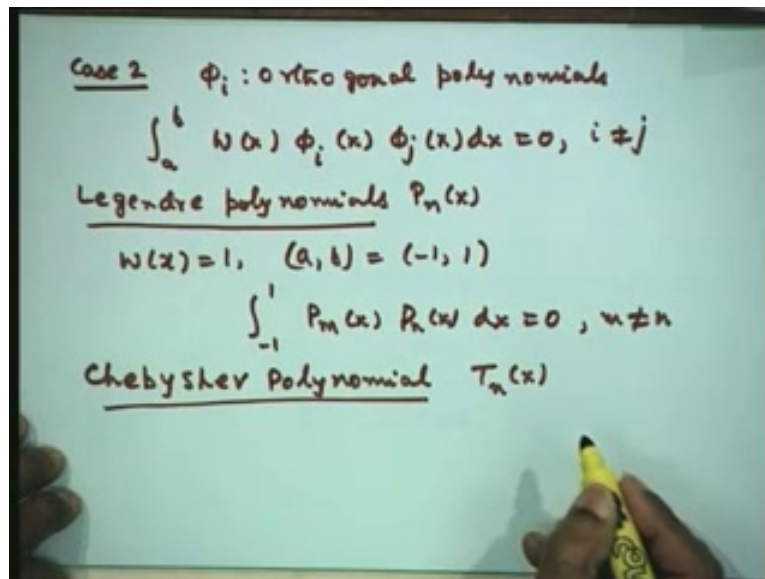 Case 2 Φᵢ : orthogonal polynomials
∫ₐᵇ W(x) Φᵢ(x) Φⱼ(x) dx = 0, i ≠ j
Legendre polynomials Pₙ(x)
W(x) = 1, (a, b) = (-1, 1)
∫₋₁¹ Pₘ(x) Pₙ(x) dx = 0, m ≠ n
Chebyshev Polynomial Tₙ(x)